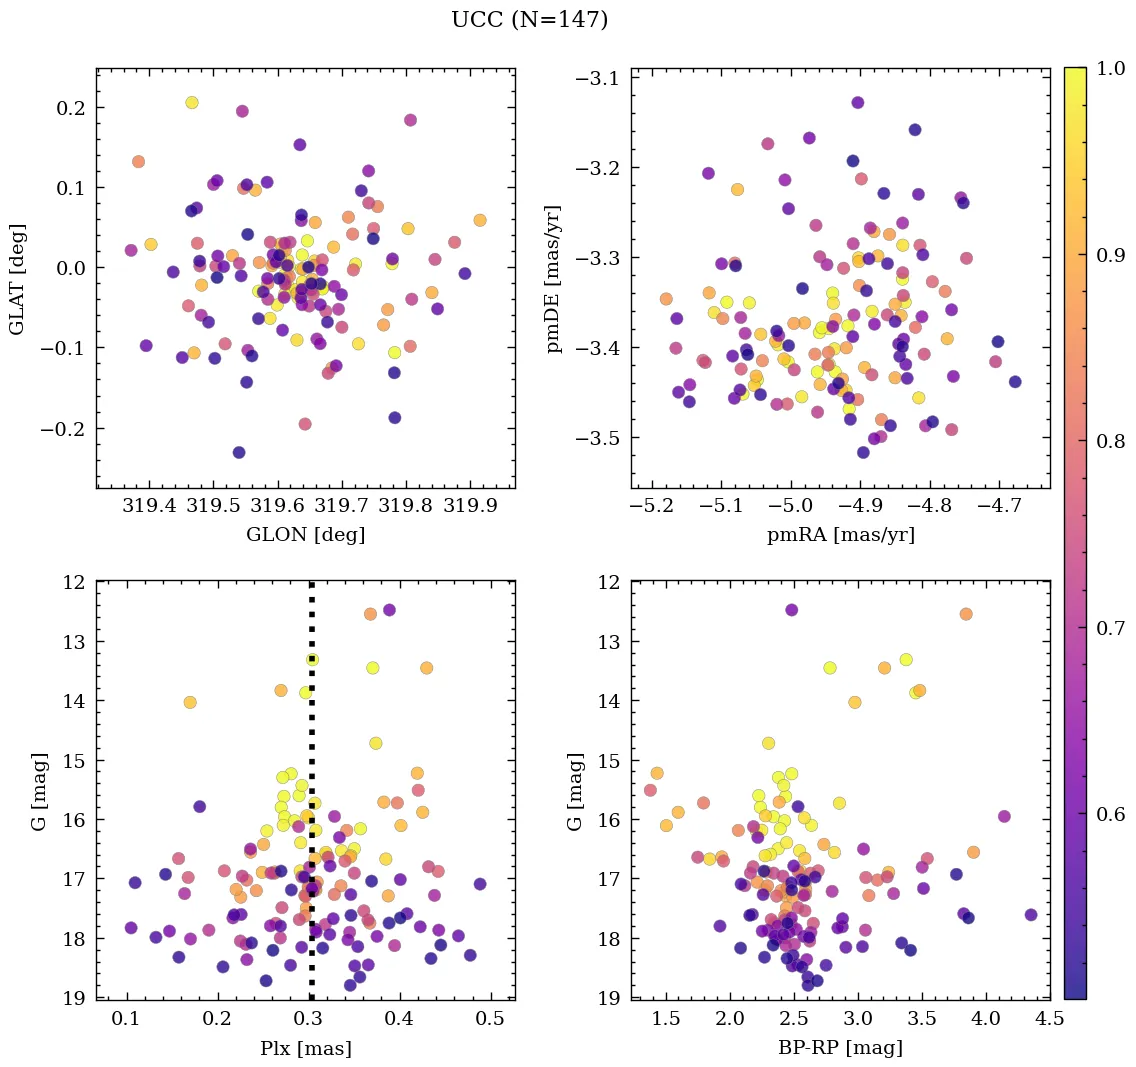 UCC (N=147)
GLAT [deg]
0.2
0.1
0.0
−0.1
−0.2
319.4 319.5 319.6 319.7 319.8 319.9
GLON [deg]
pmDE [mas/yr]
−3.1
−3.2
−3.3
−3.4
−3.5
−5.2 −5.1 −5.0 −4.9 −4.8 −4.7
pmRA [mas/yr]
1.0
0.9
0.8
0.7
0.6
G [mag]
12
13
14
15
16
17
18
19
0.1 0.2 0.3 0.4 0.5
Plx [mas]
G [mag]
12
13
14
15
16
17
18
19
1.5 2.0 2.5 3.0 3.5 4.0 4.5
BP-RP [mag]